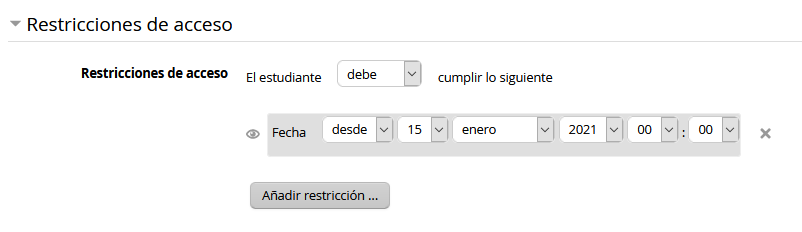 Restricciones de acceso
Restricciones de acceso El estudiante debe cumplir lo siguiente
Fecha desde 15 enero 2021 00 : 00
Añadir restricción ...